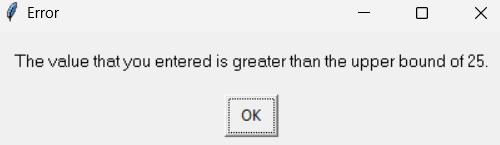 Error
The value that you entered is greater than the upper bound of 25.
OK